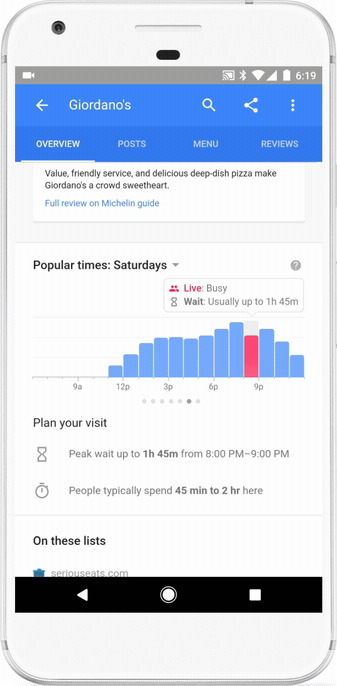 6:19
Giordano's
OVERVIEW
POSTS
MENU
REVIEWS
Value, friendly service, and delicious deep-dish pizza make
Giordano's a crowd sweetheart.
Full review on Michelin guide
Popular times: Saturdays
?
Live: Busy
Wait: Usually up to 1h 45m
9a 12p 3p 6p 9p
Plan your visit
Peak wait up to 1h 45m from 8:00 PM–9:00 PM
People typically spend 45 min to 2 hr here
On these lists
seriouseats.com